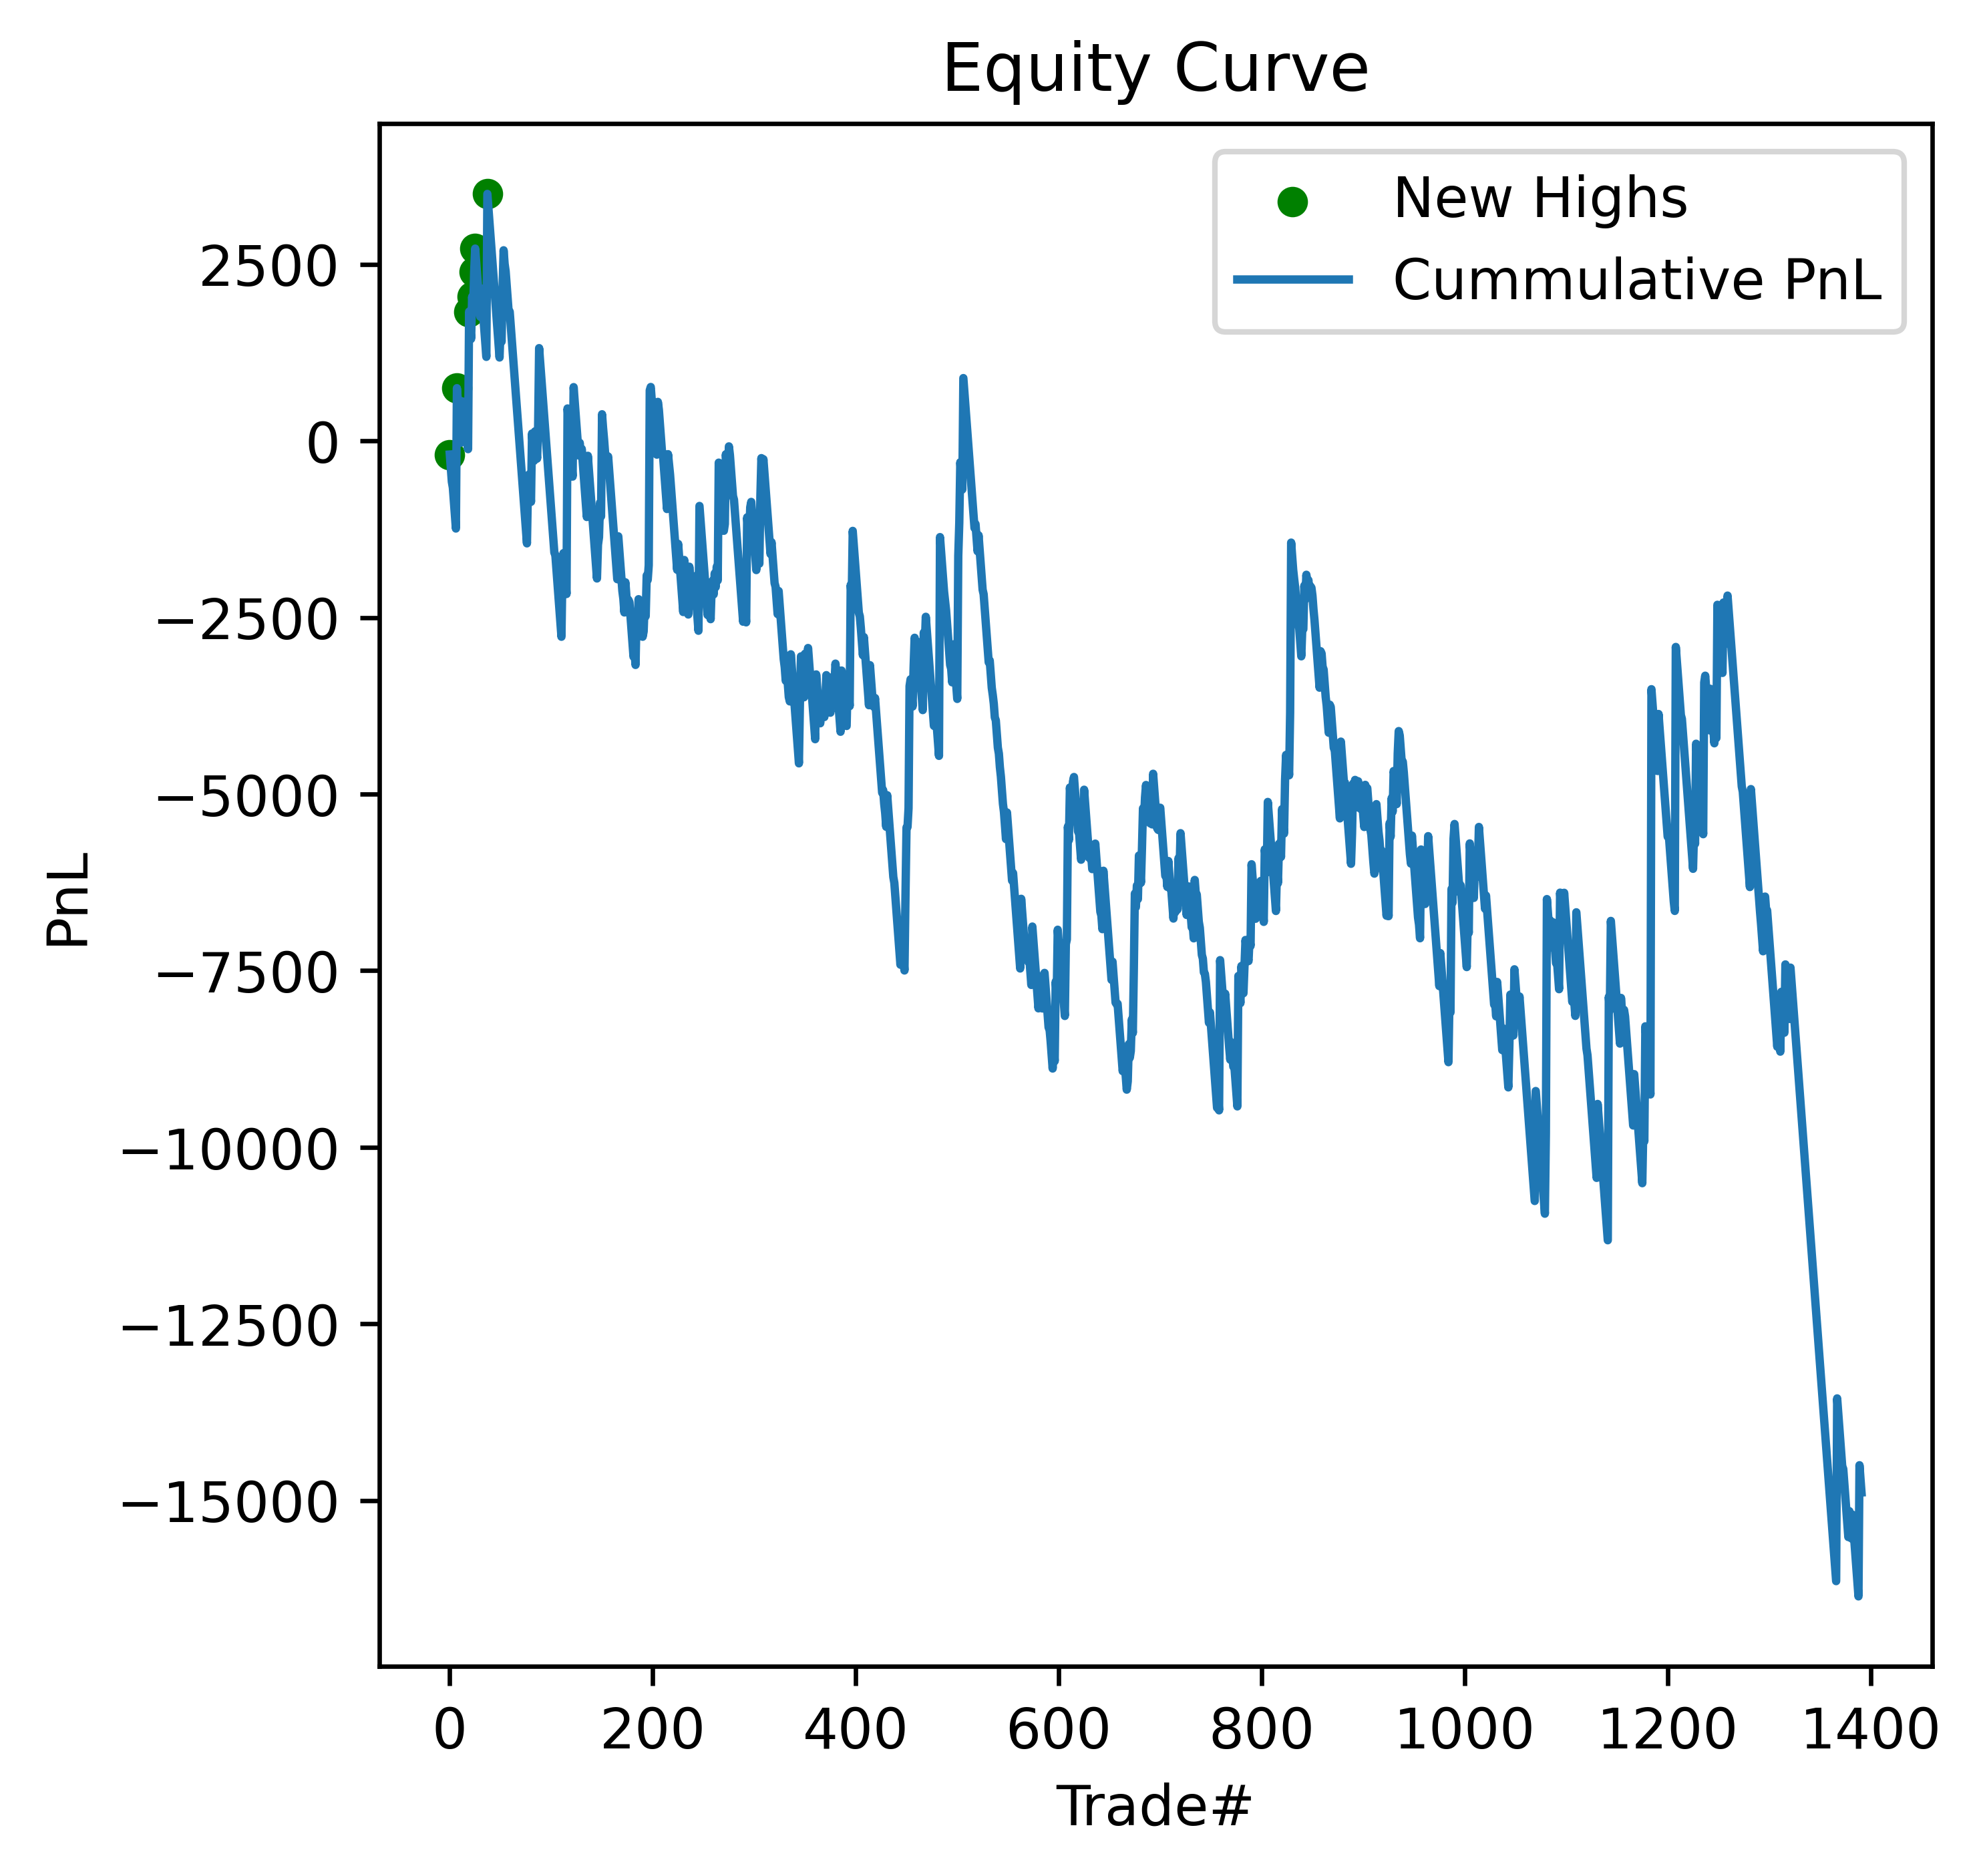 Equity Curve
New Highs
Cummulative PnL
2500
0
−2500
−5000
−7500
−10000
−12500
−15000
PnL
0 200 400 600 800 1000 1200 1400
Trade#